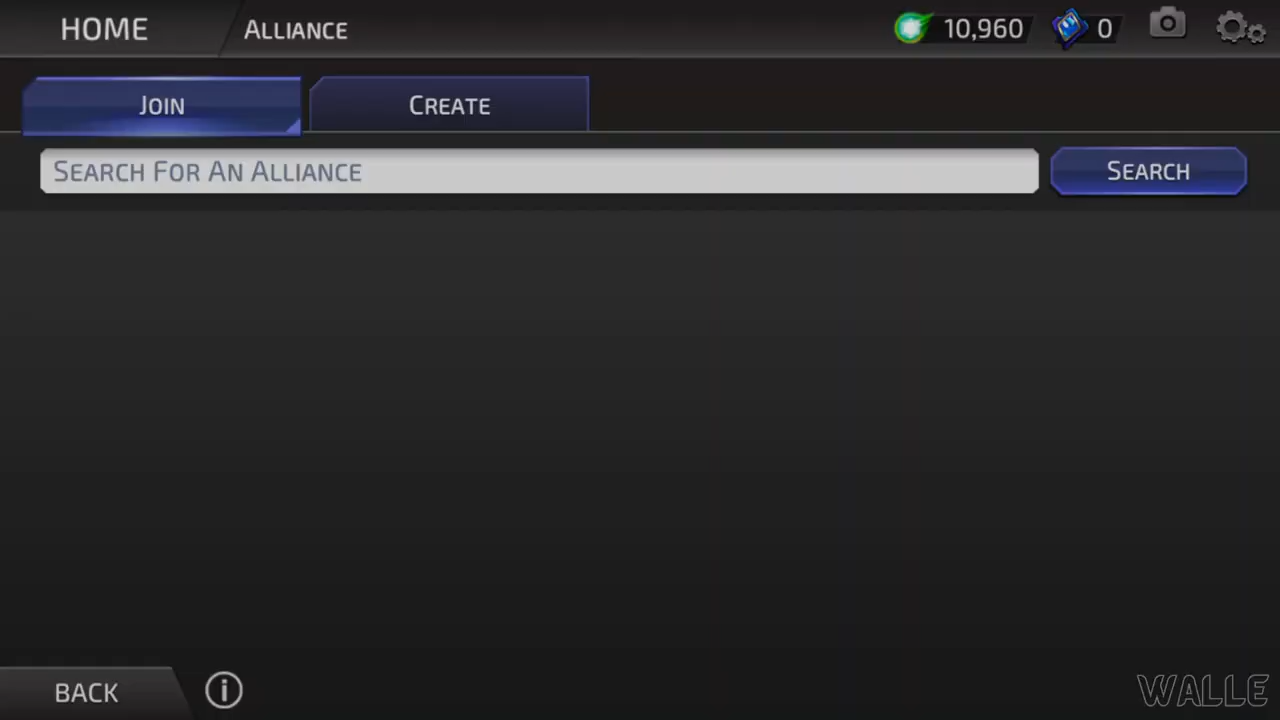 HOME
ALLIANCE
10,960
0
JOIN
CREATE
SEARCH FOR AN ALLIANCE
SEARCH
BACK
i
WALLE